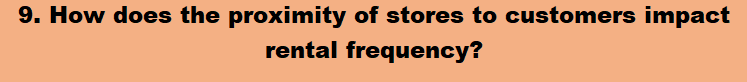 9. How does the proximity of stores to customers impact
rental frequency?